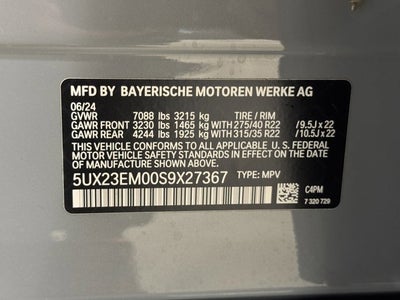 MFD BY BAYERISCHE MOTOREN WERKE AG
06/24
GVWR 7088 lbs 3215 kg TIRE / RIM
GAWR FRONT 3230 lbs 1465 kg WITH 275/40 R22 / 9.5J x 22
GAWR REAR 4244 lbs 1925 kg WITH 315/35 R22 / 10.5J x 22
THIS VEHICLE CONFORMS TO ALL APPLICABLE U. S. FEDERAL
MOTOR VEHICLE SAFETY STANDARDS IN EFFECT ON THE DATE
OF MANUFACTURE SHOWN ABOVE.
5UX23EM00S9X27367 TYPE: MPV C4PM
7 320 729